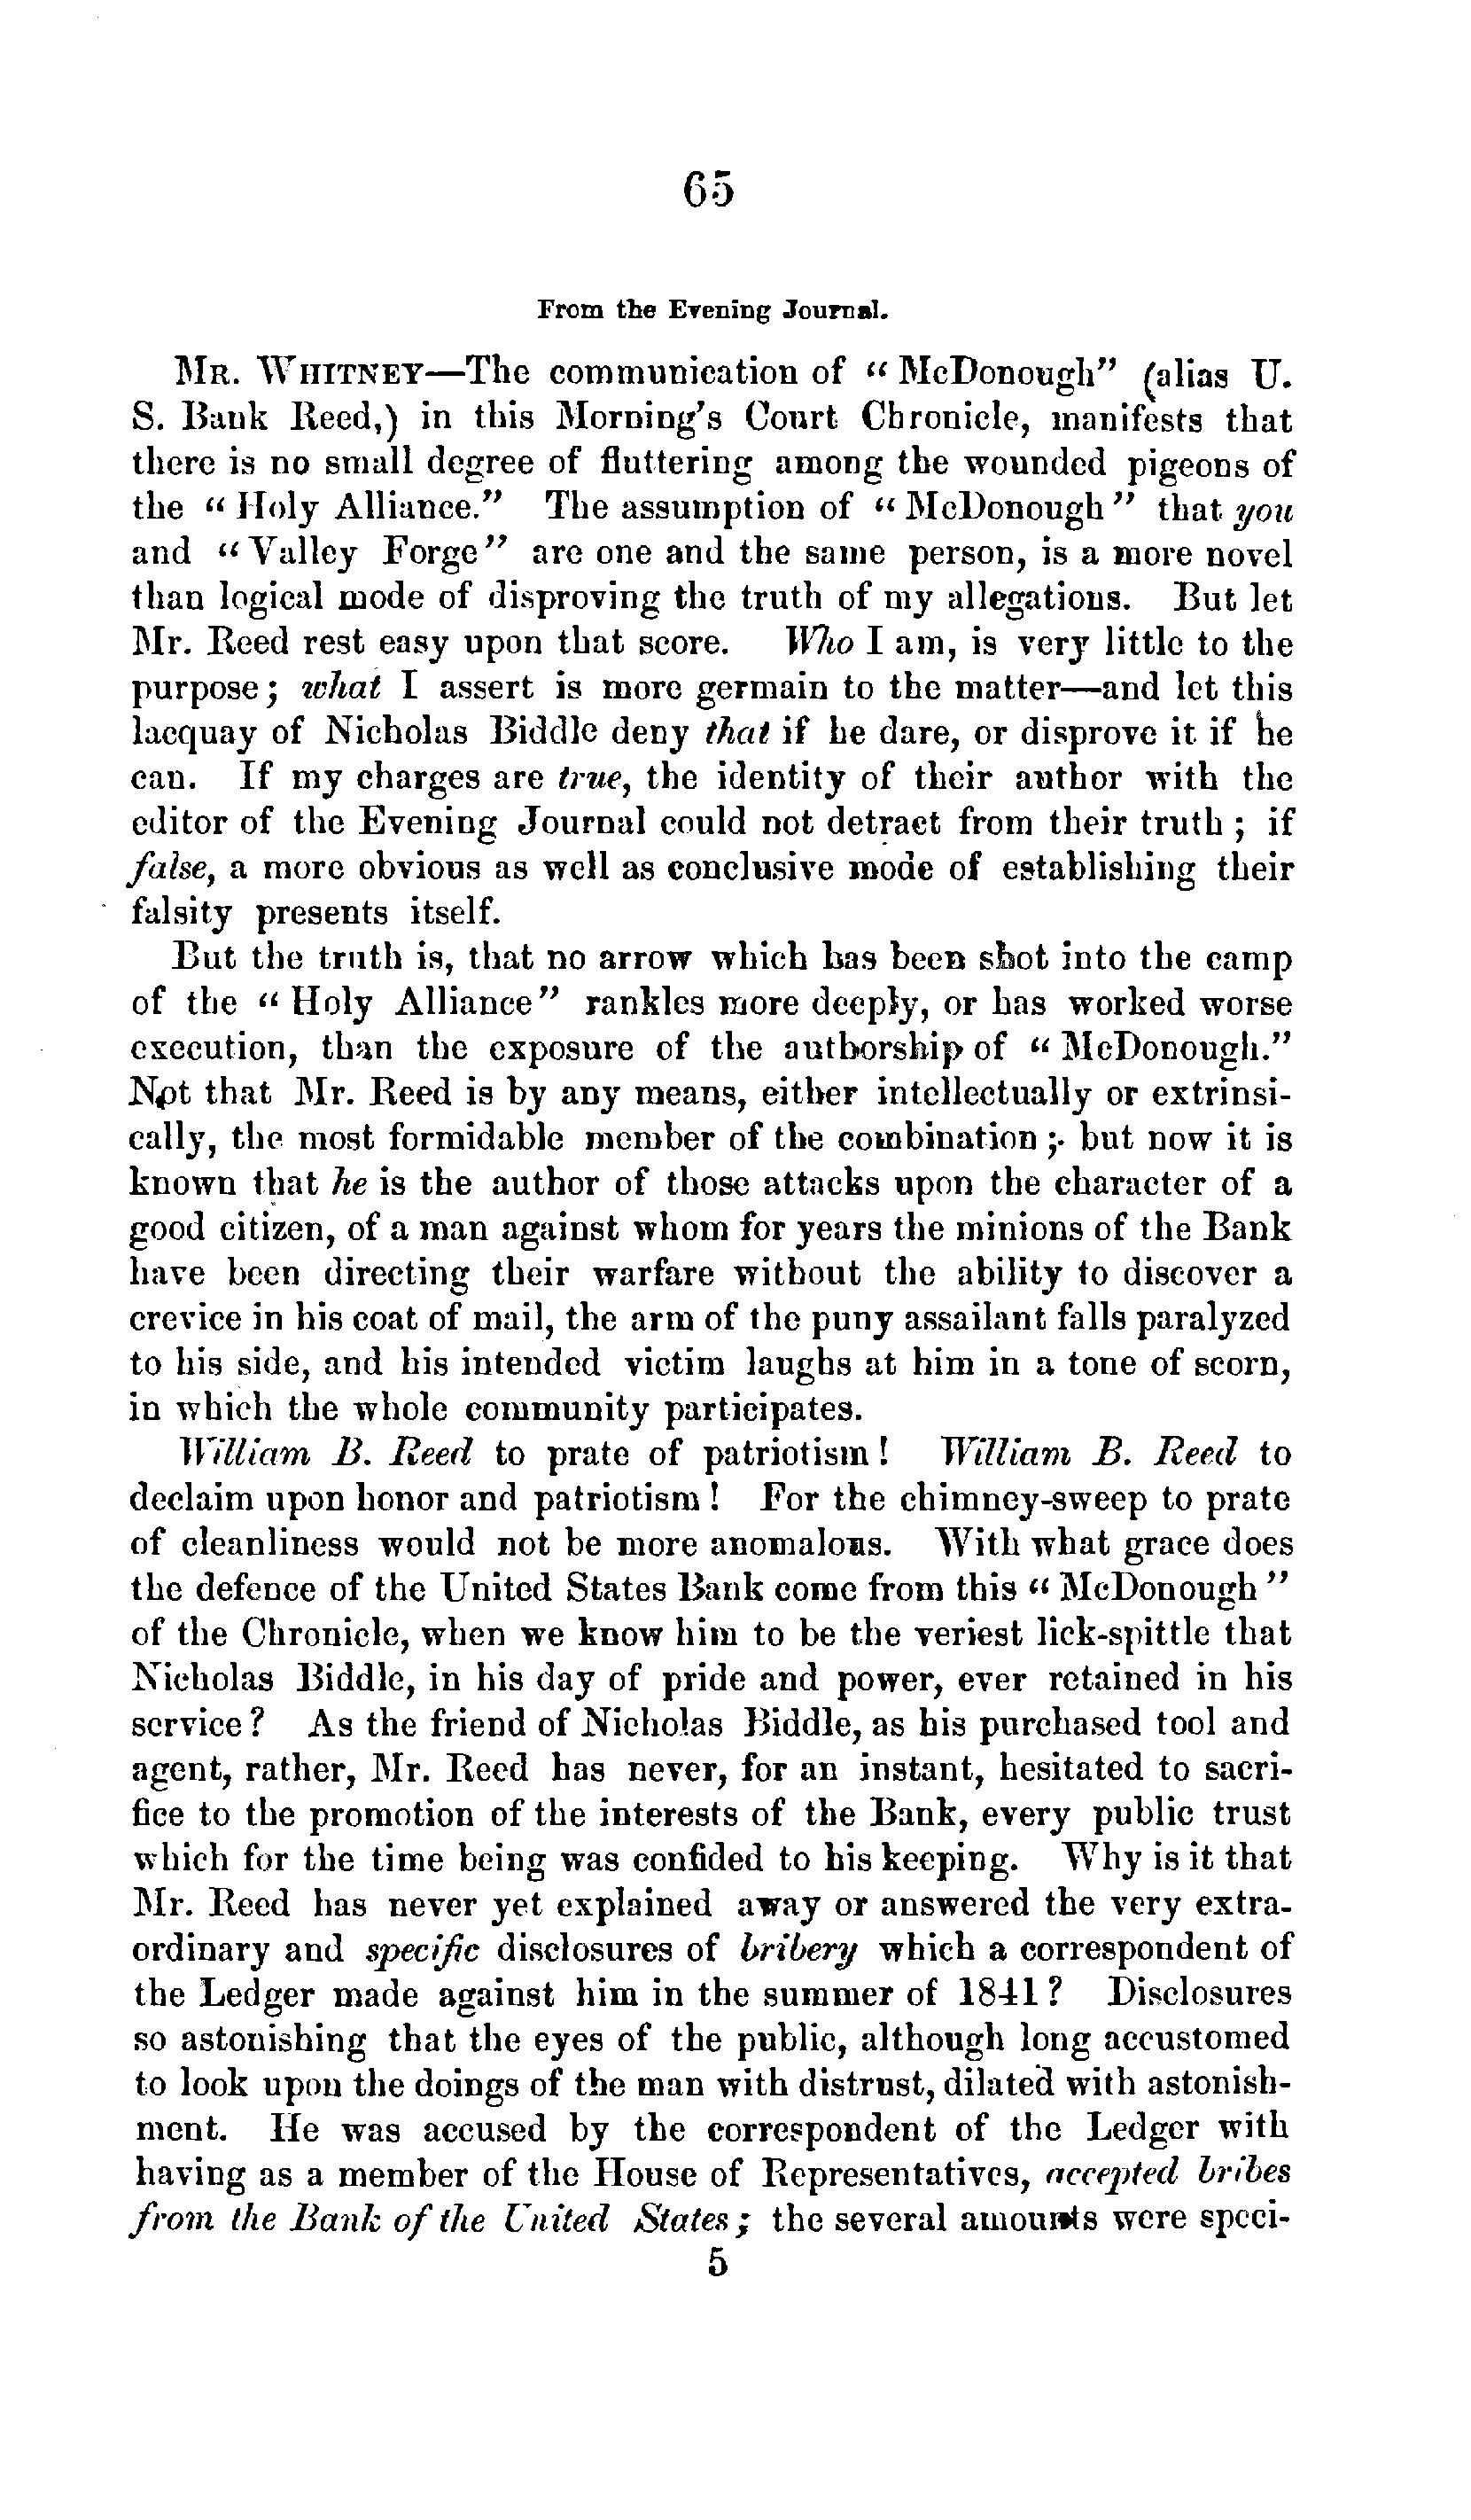 65
From the Evening Journal.
MR. WHITNEY—The communication of "McDonough" (alias U.
S. Bank Reed,) in this Morning's Court Chronicle, manifests that
there is no small degree of fluttering among the wounded pigeons of
the "Holy Alliance." The assumption of "McDonough" that you
and "Valley Forge" are one and the same person, is a more novel
than logical mode of disproving the truth of my allegations. But let
Mr. Reed rest easy upon that score. Who I am, is very little to the
purpose; what I assert is more germain to the matter—and let this
lacquay of Nicholas Biddle deny that if he dare, or disprove it if he
can. If my charges are true, the identity of their author with the
editor of the Evening Journal could not detract from their truth; if
false, a more obvious as well as conclusive mode of establishing their
falsity presents itself.
But the truth is, that no arrow which has been shot into the camp
of the "Holy Alliance" rankles more deeply, or has worked worse
execution, than the exposure of the authorship of "McDonough."
Not that Mr. Reed is by any means, either intellectually or extrinsi-
cally, the most formidable member of the combination; but now it is
known that he is the author of those attacks upon the character of a
good citizen, of a man against whom for years the minions of the Bank
have been directing their warfare without the ability to discover a
crevice in his coat of mail, the arm of the puny assailant falls paralyzed
to his side, and his intended victim laughs at him in a tone of scorn,
in which the whole community participates.
William B. Reed to prate of patriotism! William B. Reed to
declaim upon honor and patriotism! For the chimney-sweep to prate
of cleanliness would not be more anomalous. With what grace does
the defence of the United States Bank come from this "McDonough"
of the Chronicle, when we know him to be the veriest lick-spittle that
Nicholas Biddle, in his day of pride and power, ever retained in his
service? As the friend of Nicholas Biddle, as his purchased tool and
agent, rather, Mr. Reed has never, for an instant, hesitated to sacri-
fice to the promotion of the interests of the Bank, every public trust
which for the time being was confided to his keeping. Why is it that
Mr. Reed has never yet explained away or answered the very extra-
ordinary and specific disclosures of bribery which a correspondent of
the Ledger made against him in the summer of 1841? Disclosures
so astonishing that the eyes of the public, although long accustomed
to look upon the doings of the man with distrust, dilated with astonish-
ment. He was accused by the correspondent of the Ledger with
having as a member of the House of Representatives, accepted bribes
from the Bank of the United States; the several amounts were speci-
5